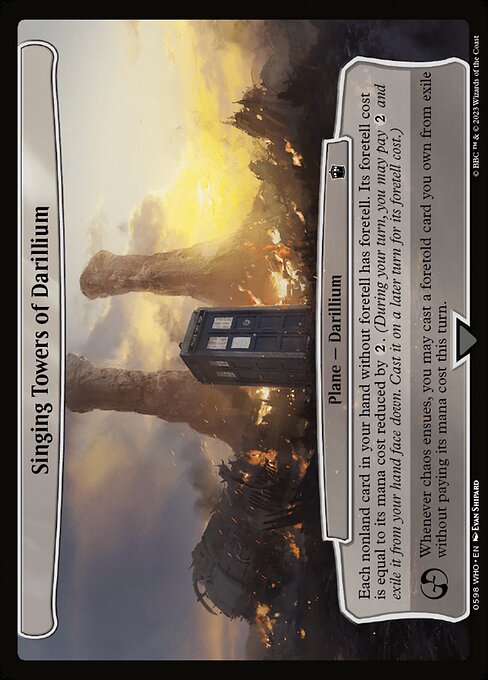 Singing Towers of Darillium
Plane – Darillium
Each nonland card in your hand without foretell has foretell. Its foretell cost
is equal to its mana cost reduced by 2. (During your turn, you may pay 2 and
exile it from your hand face down. Cast it on a later turn for its foretell cost.)
Whenever chaos ensues, you may cast a foretold card you own from exile
without paying its mana cost this turn.
0598 WHO • EN EVAN SHIPARD
© BBC™ & © 2023 Wizards of the Coast